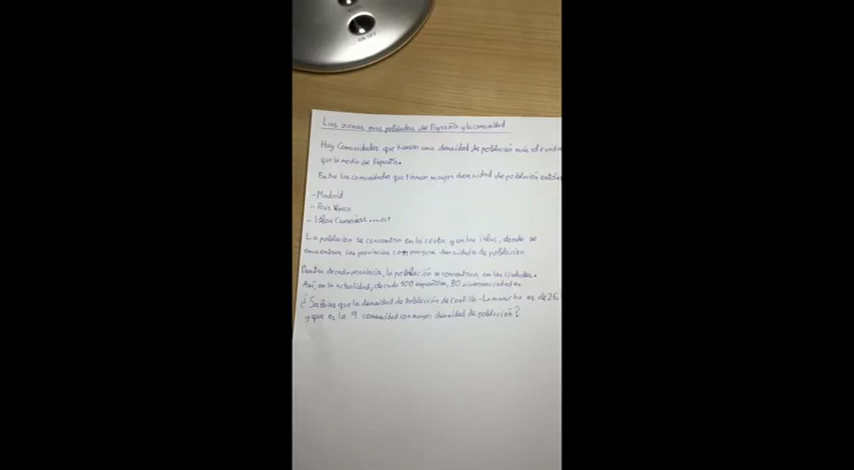 ON/OFF
Las zonas mas pobladas de España y la comunidad
Hay Comunidades que tienen una densidad de población más
que la media de España.
Entre las comunidades que tienen mayor densidad de población están
- Madrid
- País Vasco
- Islas Canarias
La población se concentra en la costa y en las islas, donde se
encuentran las provincias con mayores densidades de población
Dentro de cada provincia, la población se concentra en las ciudades.
Así, en la actualidad, de cada 100 españoles, 80 viven en ciudades
¿Sabías que la densidad de Población de Castilla-La mancha es de 26
y que es la 9 comunidad con mayor densidad de población?